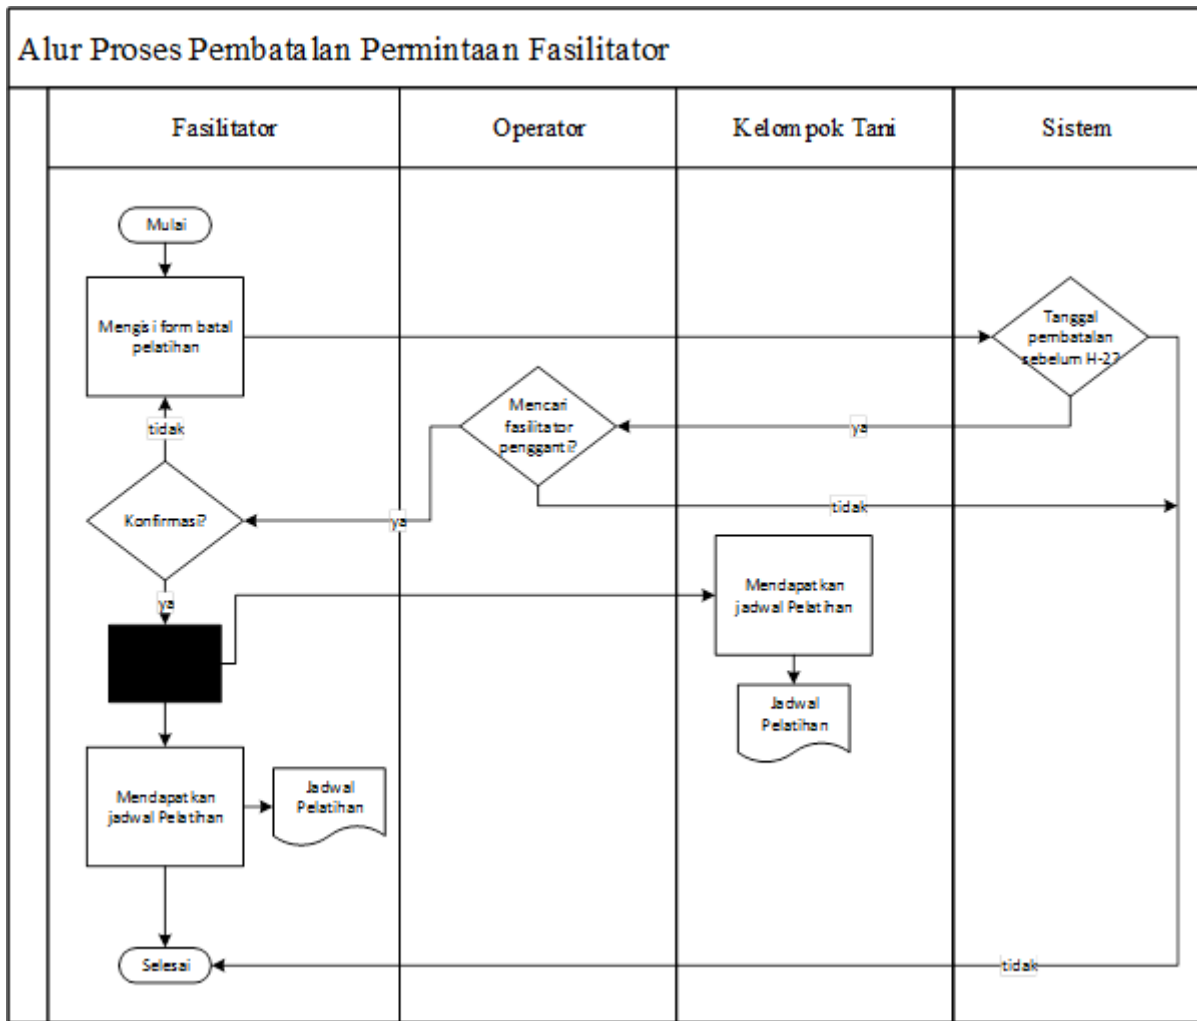 Alur Proses Pembatalan Permintaan Fasilitator
Fasilitator
Operator
Kelompok Tani
Sistem
Mulai
Mengisi form batal
pelatihan
Tanggal
pembatalan
sebelum H-2?
Mencari
fasilitator
pengganti?
ya
tidak
tidak
Konfirmasi?
ya
ya
Mendapatkan
jadwal Pelatihan
Jadwal
Pelatihan
Mendapatkan
jadwal Pelatihan
Jadwal
Pelatihan
Selesai
tidak